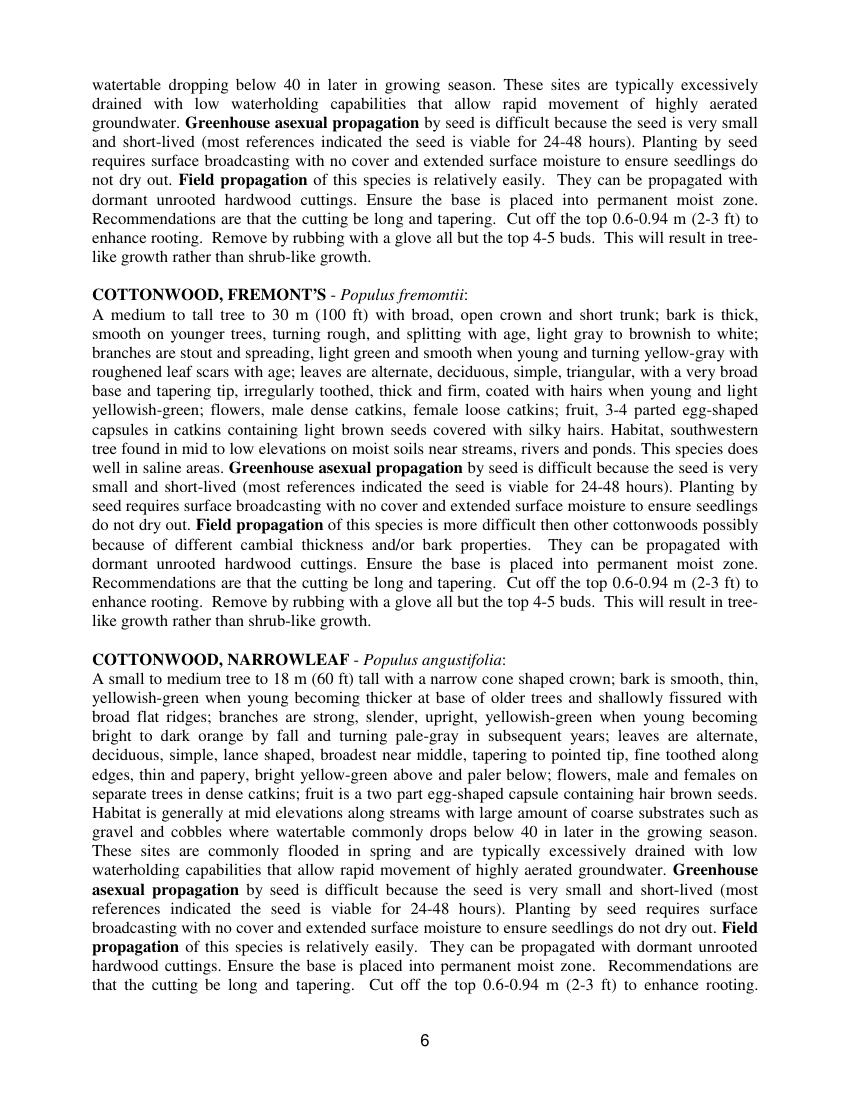 watertable dropping below 40 in later in growing season. These sites are typically excessively
drained with low waterholding capabilities that allow rapid movement of highly aerated
groundwater. Greenhouse asexual propagation by seed is difficult because the seed is very small
and short-lived (most references indicated the seed is viable for 24-48 hours). Planting by seed
requires surface broadcasting with no cover and extended surface moisture to ensure seedlings do
not dry out. Field propagation of this species is relatively easily. They can be propagated with
dormant unrooted hardwood cuttings. Ensure the base is placed into permanent moist zone.
Recommendations are that the cutting be long and tapering. Cut off the top 0.6-0.94 m (2-3 ft) to
enhance rooting. Remove by rubbing with a glove all but the top 4-5 buds. This will result in tree-
like growth rather than shrub-like growth.
COTTONWOOD, FREMONT'S - Populus fremomtii:
A medium to tall tree to 30 m (100 ft) with broad, open crown and short trunk; bark is thick,
smooth on younger trees, turning rough, and splitting with age, light gray to brownish to white;
branches are stout and spreading, light green and smooth when young and turning yellow-gray with
roughened leaf scars with age; leaves are alternate, deciduous, simple, triangular, with a very broad
base and tapering tip, irregularly toothed, thick and firm, coated with hairs when young and light
yellowish-green; flowers, male dense catkins, female loose catkins; fruit, 3-4 parted egg-shaped
capsules in catkins containing light brown seeds covered with silky hairs. Habitat, southwestern
tree found in mid to low elevations on moist soils near streams, rivers and ponds. This species does
well in saline areas. Greenhouse asexual propagation by seed is difficult because the seed is very
small and short-lived (most references indicated the seed is viable for 24-48 hours). Planting by
seed requires surface broadcasting with no cover and extended surface moisture to ensure seedlings
do not dry out. Field propagation of this species is more difficult then other cottonwoods possibly
because of different cambial thickness and/or bark properties. They can be propagated with
dormant unrooted hardwood cuttings. Ensure the base is placed into permanent moist zone.
Recommendations are that the cutting be long and tapering. Cut off the top 0.6-0.94 m (2-3 ft) to
enhance rooting. Remove by rubbing with a glove all but the top 4-5 buds. This will result in tree-
like growth rather than shrub-like growth.
COTTONWOOD, NARROWLEAF - Populus angustifolia:
A small to medium tree to 18 m (60 ft) tall with a narrow cone shaped crown; bark is smooth, thin,
yellowish-green when young becoming thicker at base of older trees and shallowly fissured with
broad flat ridges; branches are strong, slender, upright, yellowish-green when young becoming
bright to dark orange by fall and turning pale-gray in subsequent years; leaves are alternate,
deciduous, simple, lance shaped, broadest near middle, tapering to pointed tip, fine toothed along
edges, thin and papery, bright yellow-green above and paler below; flowers, male and females on
separate trees in dense catkins; fruit is a two part egg-shaped capsule containing hair brown seeds.
Habitat is generally at mid elevations along streams with large amount of coarse substrates such as
gravel and cobbles where watertable commonly drops below 40 in later in the growing season.
These sites are commonly flooded in spring and are typically excessively drained with low
waterholding capabilities that allow rapid movement of highly aerated groundwater. Greenhouse
asexual propagation by seed is difficult because the seed is very small and short-lived (most
references indicated the seed is viable for 24-48 hours). Planting by seed requires surface
broadcasting with no cover and extended surface moisture to ensure seedlings do not dry out. Field
propagation of this species is relatively easily. They can be propagated with dormant unrooted
hardwood cuttings. Ensure the base is placed into permanent moist zone. Recommendations are
that the cutting be long and tapering. Cut off the top 0.6-0.94 m (2-3 ft) to enhance rooting.
6